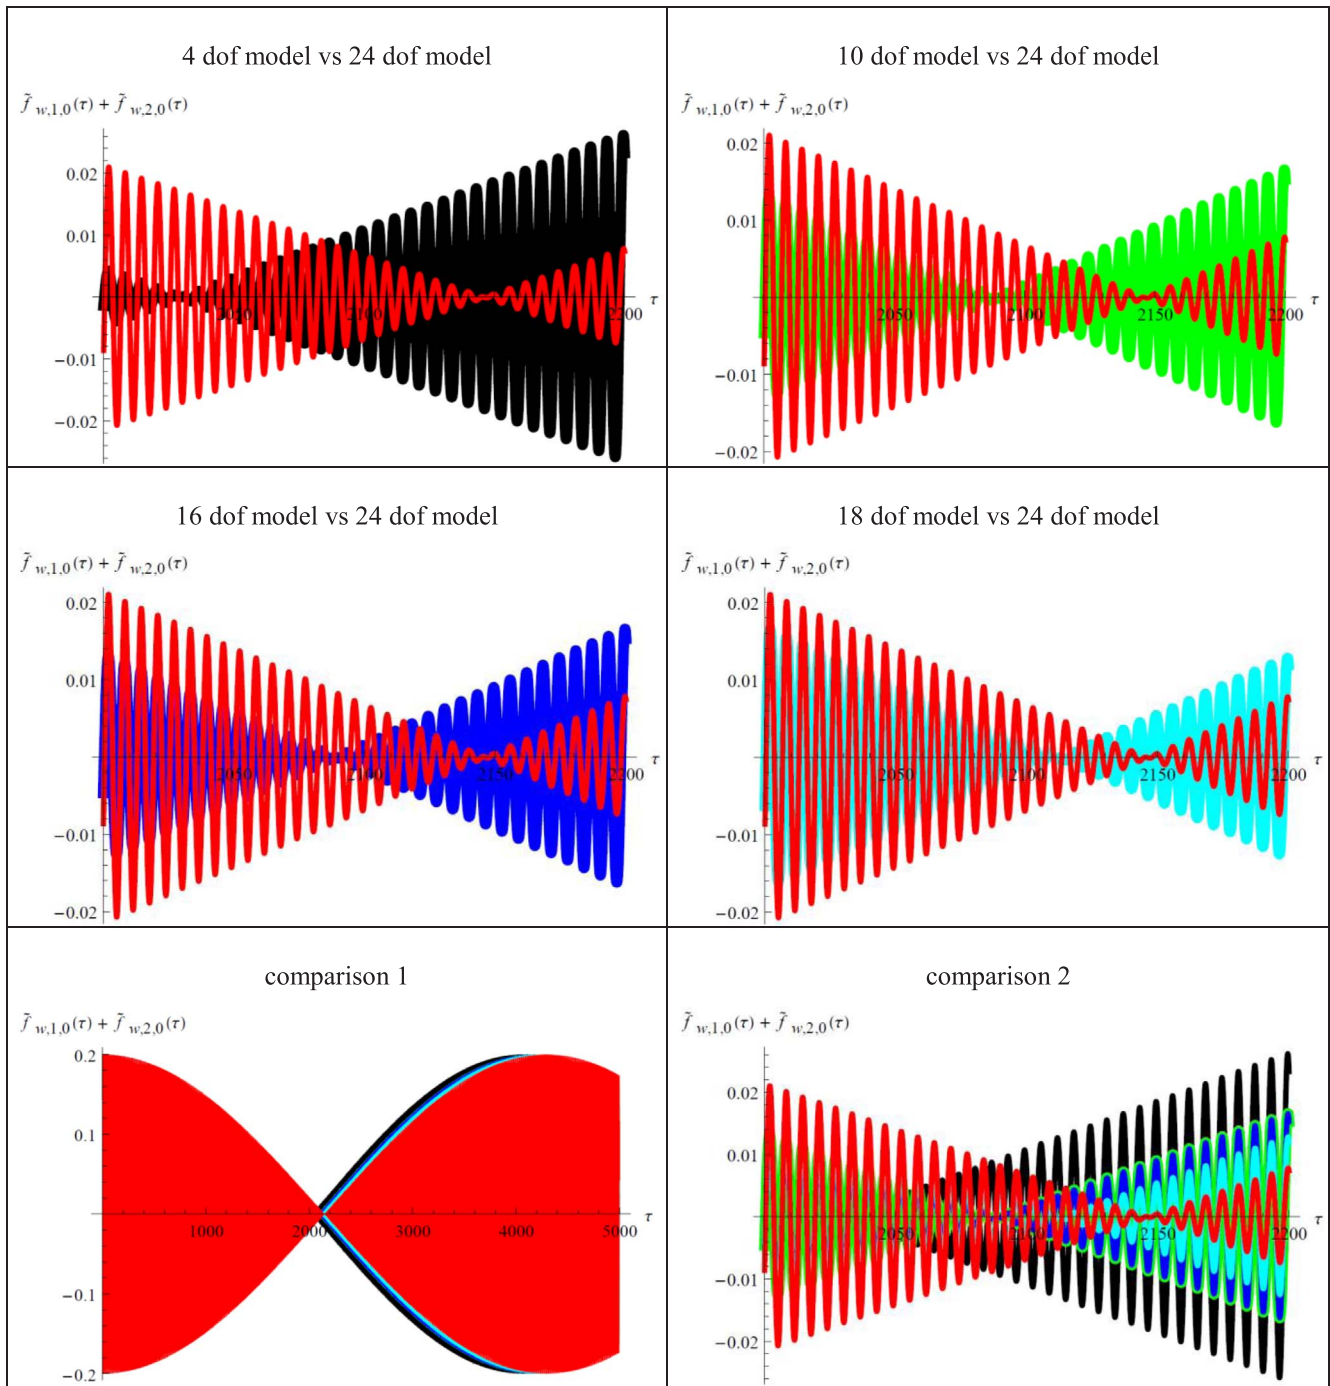 4 dof model vs 24 dof model
f̃ w,1,0(τ) + f̃ w,2,0(τ)
0.02
0.01
2050 2100 2200 τ
−0.01
−0.02
10 dof model vs 24 dof model
f̃ w,1,0(τ) + f̃ w,2,0(τ)
0.02
0.01
2050 2100 2150 2200 τ
−0.01
−0.02
16 dof model vs 24 dof model
f̃ w,1,0(τ) + f̃ w,2,0(τ)
0.02
0.01
2050 2100 2150 2200 τ
−0.01
−0.02
18 dof model vs 24 dof model
f̃ w,1,0(τ) + f̃ w,2,0(τ)
0.02
0.01
2050 2100 2150 2200 τ
−0.01
−0.02
comparison 1
f̃ w,1,0(τ) + f̃ w,2,0(τ)
0.2
0.1
1000 2000 3000 4000 5000 τ
−0.1
−0.2
comparison 2
f̃ w,1,0(τ) + f̃ w,2,0(τ)
0.02
0.01
2050 2100 2150 2200 τ
−0.01
−0.02